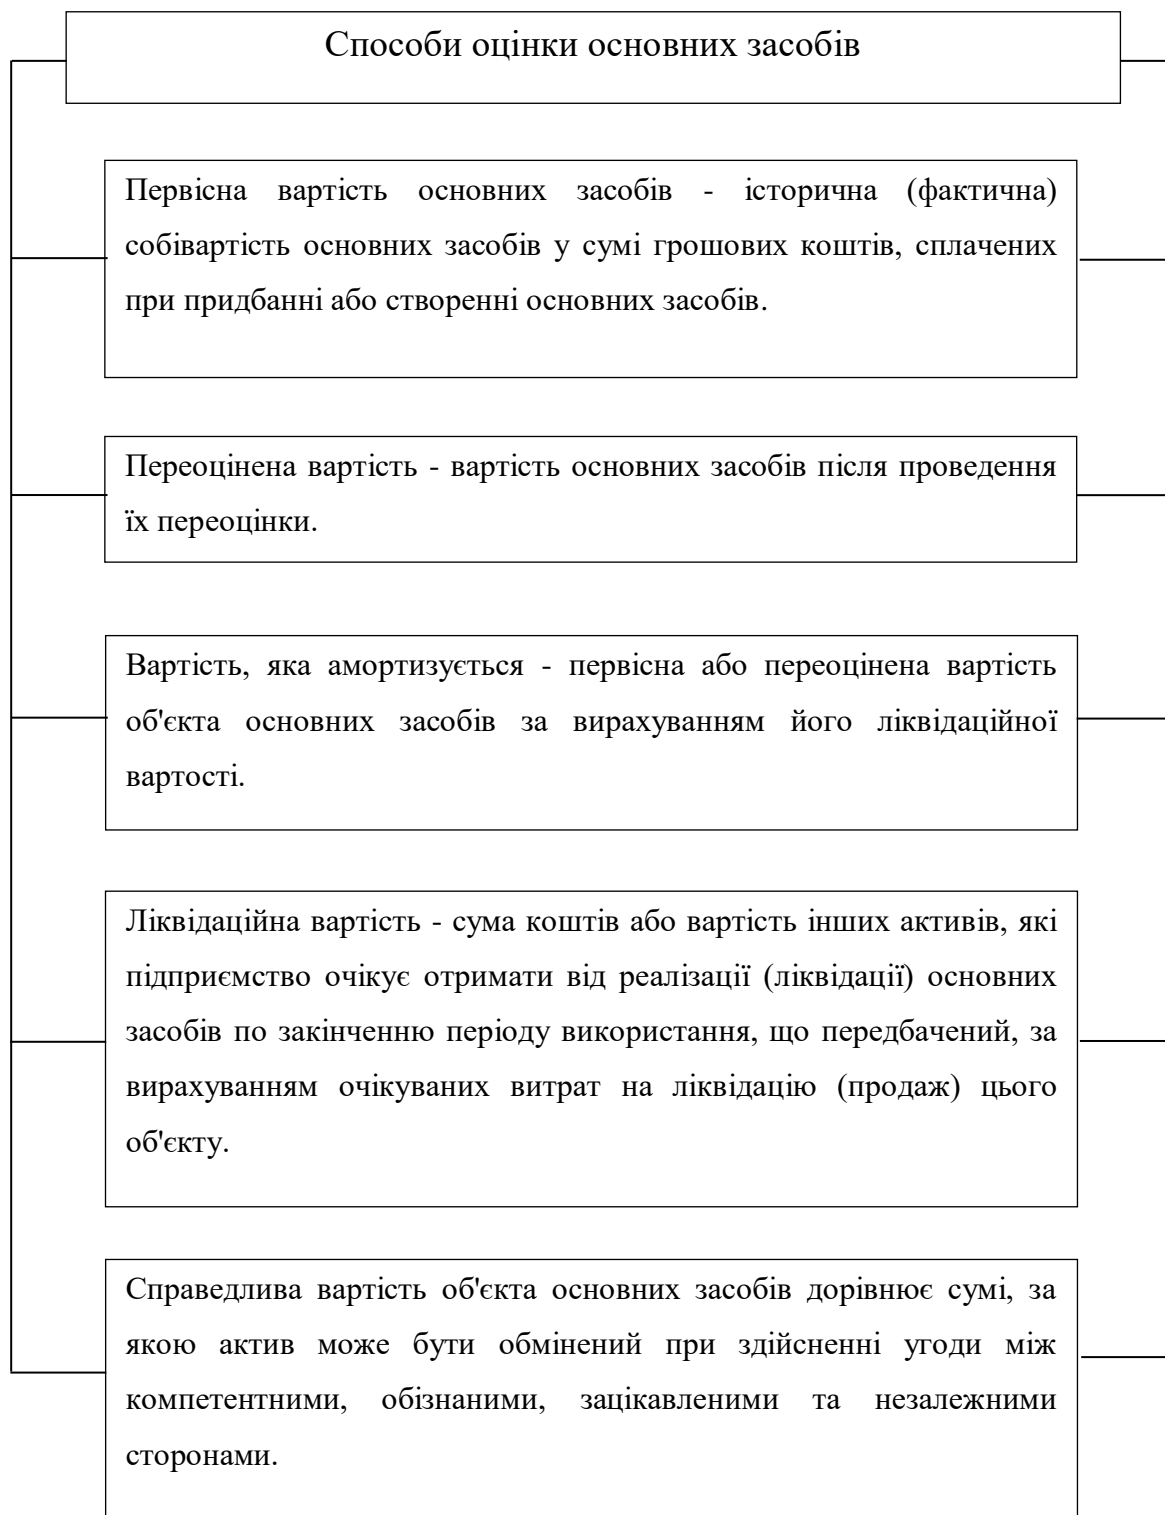 Способи оцінки основних засобів
Первісна вартість основних засобів - історична (фактична)
собівартість основних засобів у сумі грошових коштів, сплачених
при придбанні або створенні основних засобів.
Переоцінена вартість - вартість основних засобів після проведення
їх переоцінки.
Вартість, яка амортизується - первісна або переоцінена вартість
об'єкта основних засобів за вирахуванням його ліквідаційної
вартості.
Ліквідаційна вартість - сума коштів або вартість інших активів, які
підприємство очікує отримати від реалізації (ліквідації) основних
засобів по закінченню періоду використання, що передбачений, за
вирахуванням очікуваних витрат на ліквідацію (продаж) цього
об'єкту.
Справедлива вартість об'єкта основних засобів дорівнює сумі, за
якою актив може бути обмінений при здійсненні угоди між
компетентними, обізнаними, зацікавленими та незалежними
сторонами.